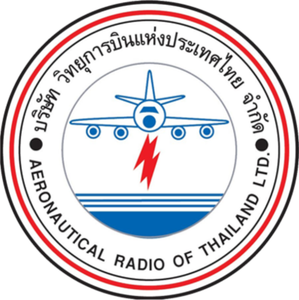 บริษัท วิทยุการบินแห่งประเทศไทย จำกัด
AERONAUTICAL RADIO OF THAILAND LTD.